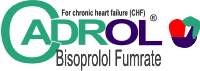 For chronic heart failure (CHF)
CADROL®
Bisoprolol Fumrate